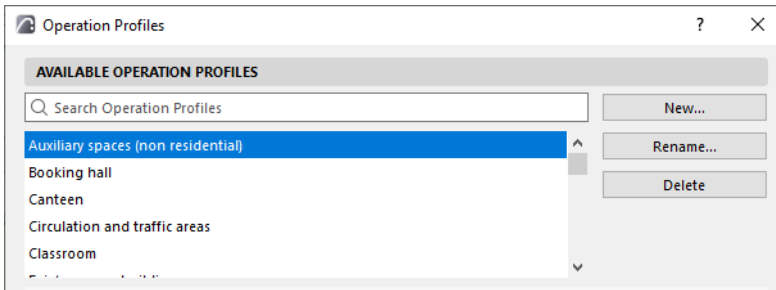 Operation Profiles
AVAILABLE OPERATION PROFILES
Search Operation Profiles
New...
Auxiliary spaces (non residential)
Rename...
Booking hall
Delete
Canteen
Circulation and traffic areas
Classroom